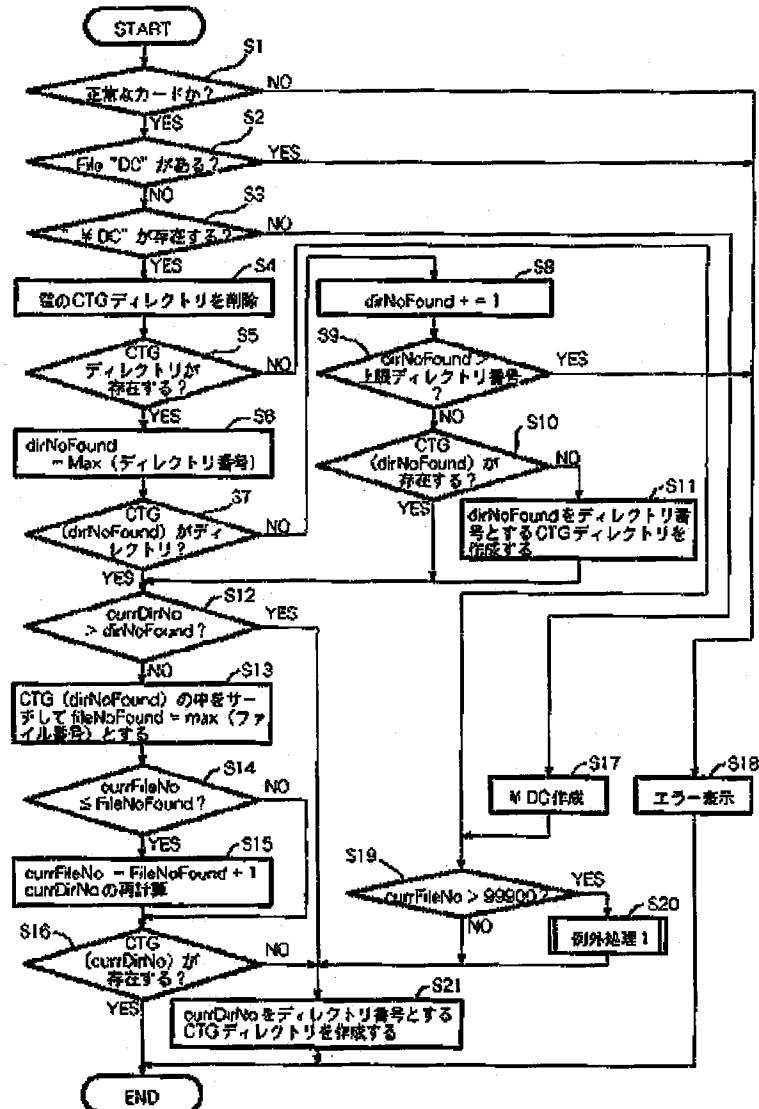 START
S1
正常なカードか?
NO
YES
S2
File "DC" がある?
YES
NO
S3
"¥DC" が存在する?
NO
YES
S4
空のCTGディレクトリを削除
S5
CTG
ディレクトリが
存在する?
NO
YES
S6
dirNoFound
= Max (ディレクトリ番号)
S7
CTG
(dirNoFound) がディ
レクトリ?
NO
YES
S8
dirNoFound + = 1
S9
dirNoFound >
上限ディレクトリ番号
?
YES
NO
S10
CTG
(dirNoFound) が
存在する?
NO
YES
S11
dirNoFoundをディレクトリ番
号とするCTGディレクトリを
作成する
S12
currDirNo
> dirNoFound?
YES
NO
S13
CTG (dirNoFound) の中をサー
チして fileNoFound = max (ファ
イル番号) とする
S14
currFileNo
≦ FileNoFound?
NO
YES
S15
currFileNo = FileNoFound + 1
currDirNoの再計算
S16
CTG
(currDirNo) が
存在する?
NO
YES
S17
¥DC作成
S18
エラー表示
S19
currFileNo > 99900?
YES
NO
S20
例外処理1
S21
currDirNoをディレクトリ番号とする
CTGディレクトリを作成する
END